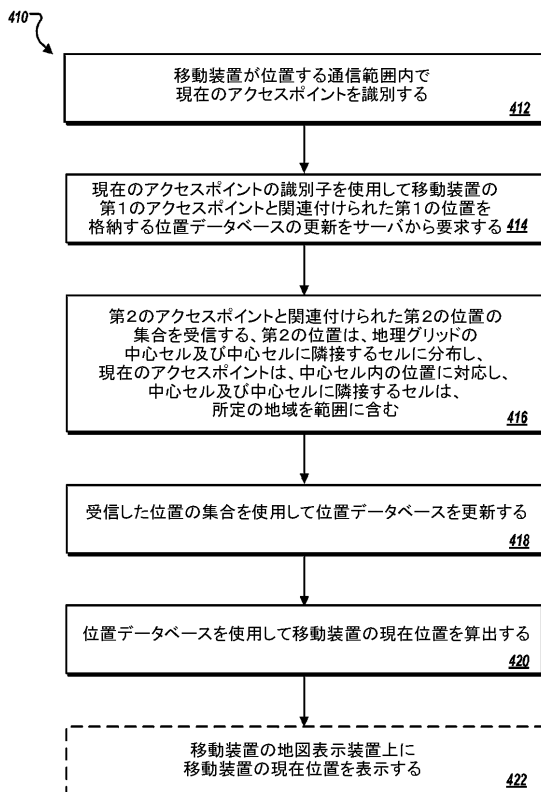 410
移動装置が位置する通信範囲内で
現在のアクセスポイントを識別する
412
現在のアクセスポイントの識別子を使用して移動装置の
第1のアクセスポイントと関連付けられた第1の位置を
格納する位置データベースの更新をサーバから要求する
414
第2のアクセスポイントと関連付けられた第2の位置の
集合を受信する、第2の位置は、地理グリッドの
中心セル及び中心セルに隣接するセルに分布し、
現在のアクセスポイントは、中心セル内の位置に対応し、
中心セル及び中心セルに隣接するセルは、
所定の地域を範囲に含む
416
受信した位置の集合を使用して位置データベースを更新する
418
位置データベースを使用して移動装置の現在位置を算出する
420
移動装置の地図表示装置上に
移動装置の現在位置を表示する
422